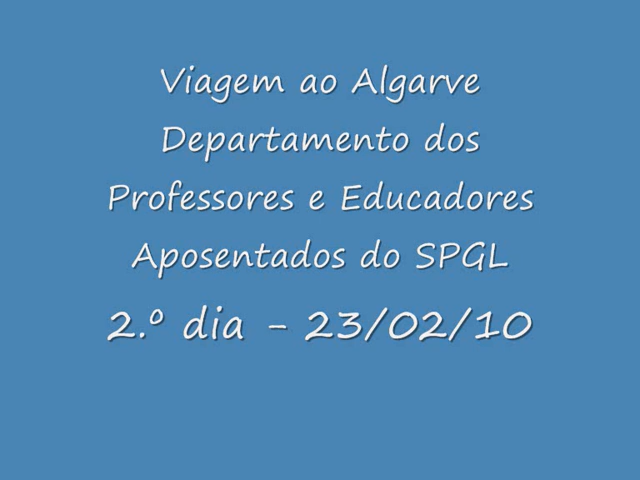 Viagem ao Algarve
Departamento dos
Professores e Educadores
Aposentados do SPGL
2.º dia - 23/02/10